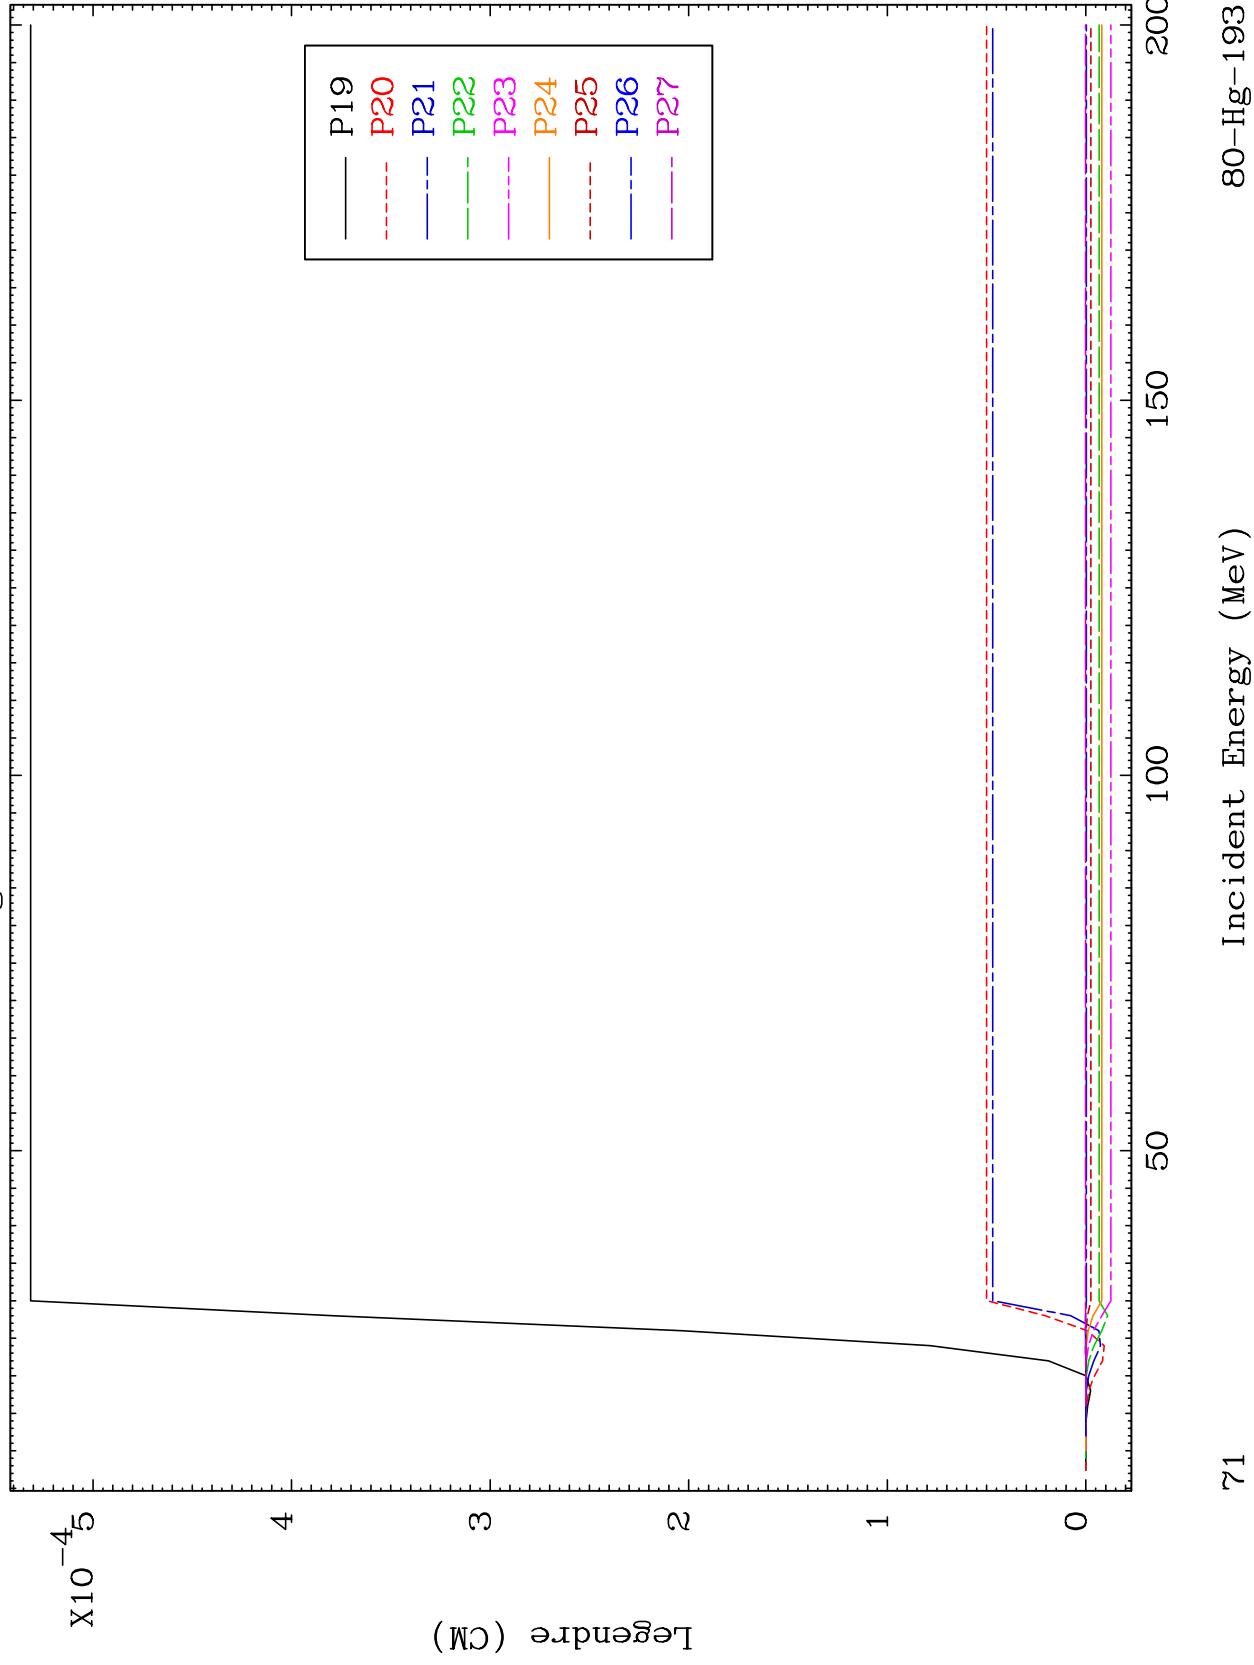 X10-4
5
4
3
2
1
0
Legendre (CM)
P19
P20
P21
P22
P23
P24
P25
P26
P27
50
100
150
200
Incident Energy (MeV)
71
80-Hg-193